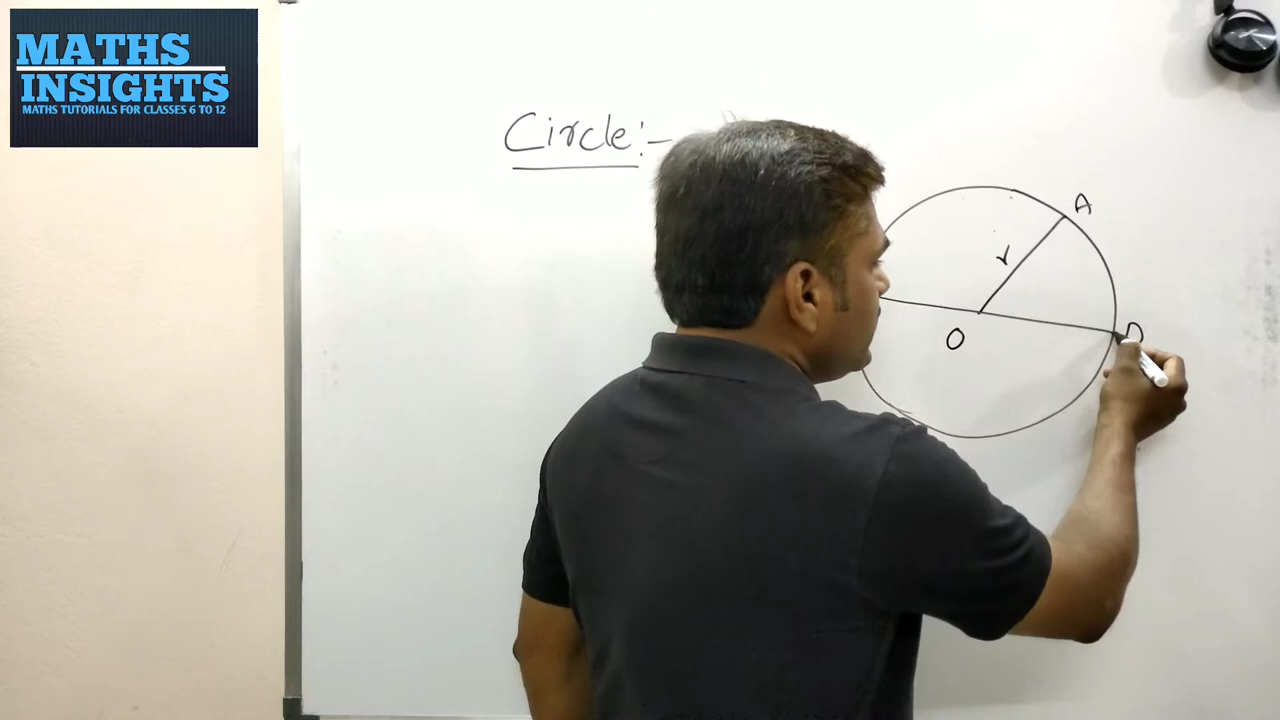 MATHS
INSIGHTS
MATHS TUTORIALS FOR CLASSES 6 TO 12
Circle:-
A
r
O